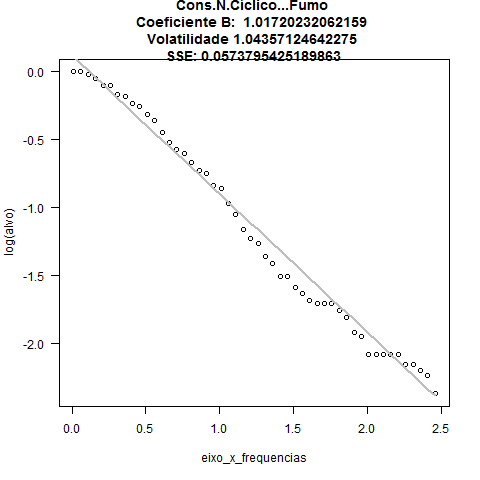 Cons.N.Ciclico...Fumo
Coeficiente B:  1.01720232062159
Volatilidade 1.04357124642275
SSE: 0.0573795425189863
log(alvo)
0.0
-0.5
-1.0
-1.5
-2.0
0.0 0.5 1.0 1.5 2.0 2.5
eixo_x_frequencias